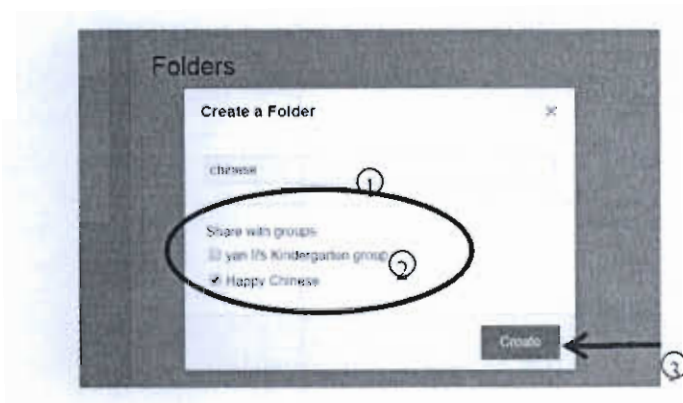 Folders
Create a Folder ×
chinese
①
Share with groups
yan li's Kindergarten group
②
Happy Chinese
Create
③